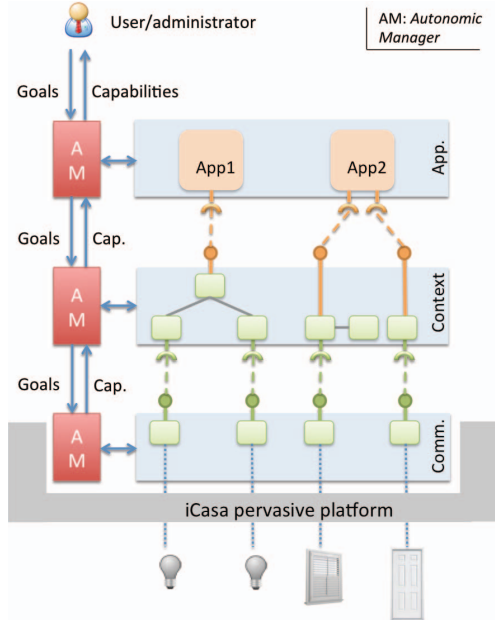 User/administrator
AM: Autonomic
Manager
Goals
Capabilities
A
M
App1
App2
App.
Goals
Cap.
A
M
Context
Goals
Cap.
A
M
Comm.
iCasa pervasive platform